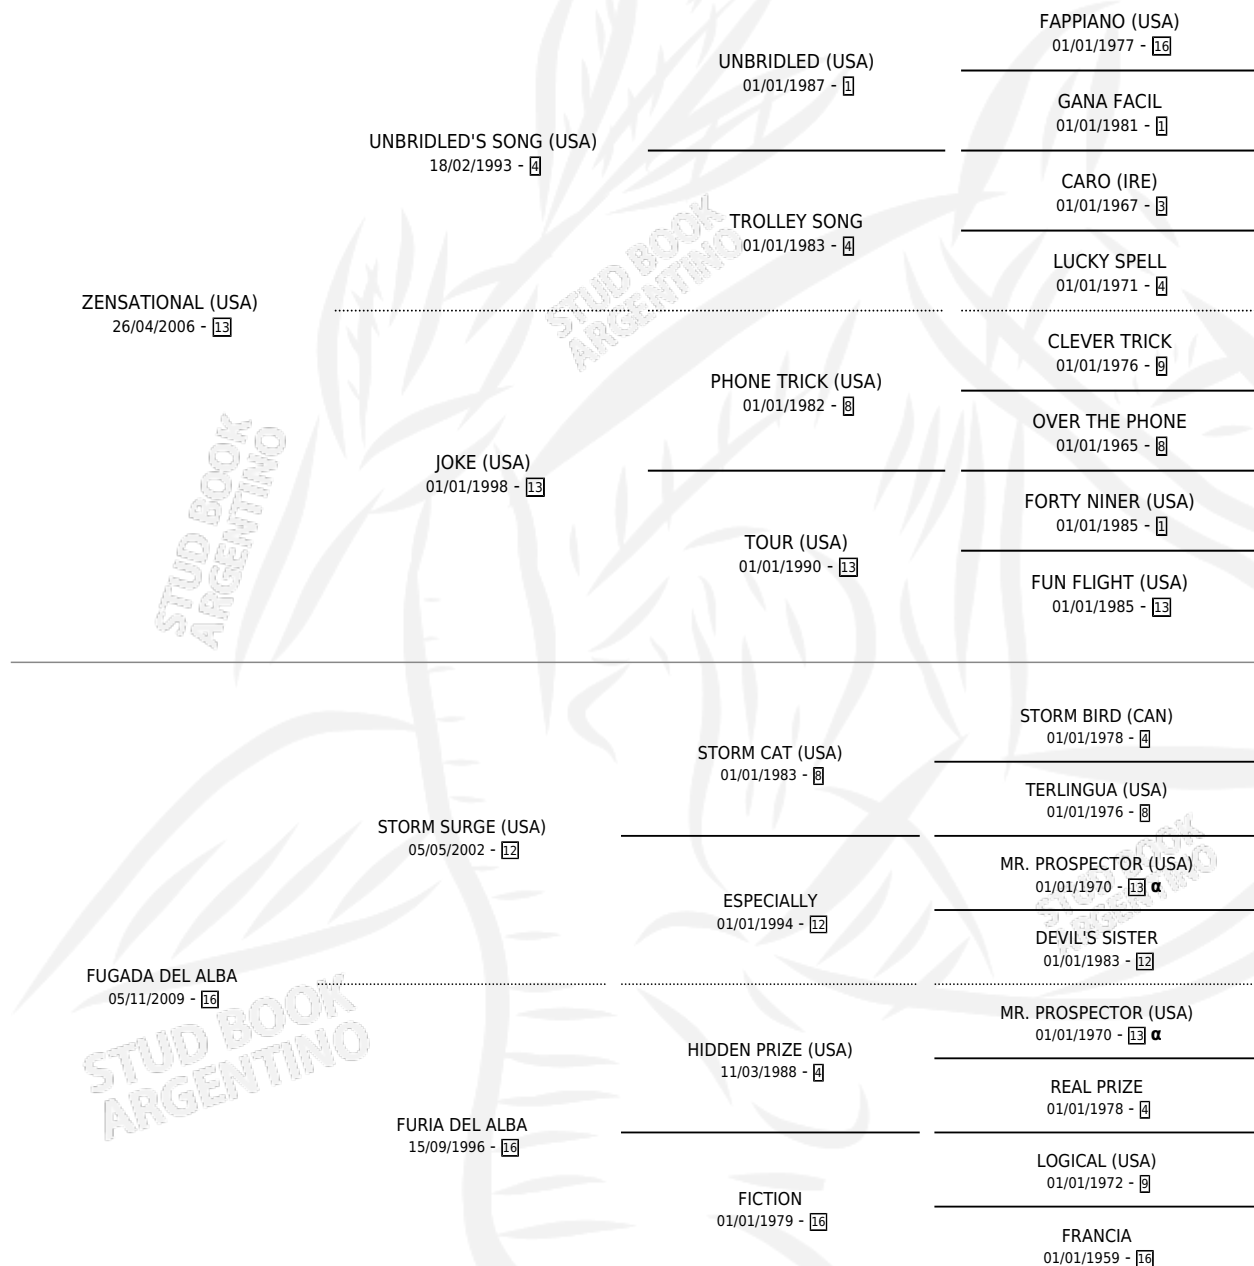 FAPPIANO (USA)
01/01/1977 - 16
UNBRIDLED (USA)
01/01/1987 - 1
GANA FACIL
01/01/1981 - 1
UNBRIDLED'S SONG (USA)
18/02/1993 - 4
CARO (IRE)
01/01/1967 - 3
TROLLEY SONG
01/01/1983 - 4
LUCKY SPELL
01/01/1971 - 4
ZENSATIONAL (USA)
26/04/2006 - 13
CLEVER TRICK
01/01/1976 - 9
PHONE TRICK (USA)
01/01/1982 - 8
OVER THE PHONE
01/01/1965 - 8
JOKE (USA)
01/01/1998 - 13
FORTY NINER (USA)
01/01/1985 - 1
TOUR (USA)
01/01/1990 - 13
FUN FLIGHT (USA)
01/01/1985 - 13
STUD BOOK
ARGENTINO
STUD BOOK
ARGENTINO
STORM BIRD (CAN)
01/01/1978 - 4
STORM CAT (USA)
01/01/1983 - 8
TERLINGUA (USA)
01/01/1976 - 8
STORM SURGE (USA)
05/05/2002 - 12
MR. PROSPECTOR (USA)
01/01/1970 - 13 α
ESPECIALLY
01/01/1994 - 12
DEVIL'S SISTER
01/01/1983 - 12
STUD BOOK
ARGENTINO
FUGADA DEL ALBA
05/11/2009 - 16
MR. PROSPECTOR (USA)
01/01/1970 - 13 α
HIDDEN PRIZE (USA)
11/03/1988 - 4
REAL PRIZE
01/01/1978 - 4
FURIA DEL ALBA
15/09/1996 - 16
LOGICAL (USA)
01/01/1972 - 9
FICTION
01/01/1979 - 16
FRANCIA
01/01/1959 - 16
STUD BOOK
ARGENTINO